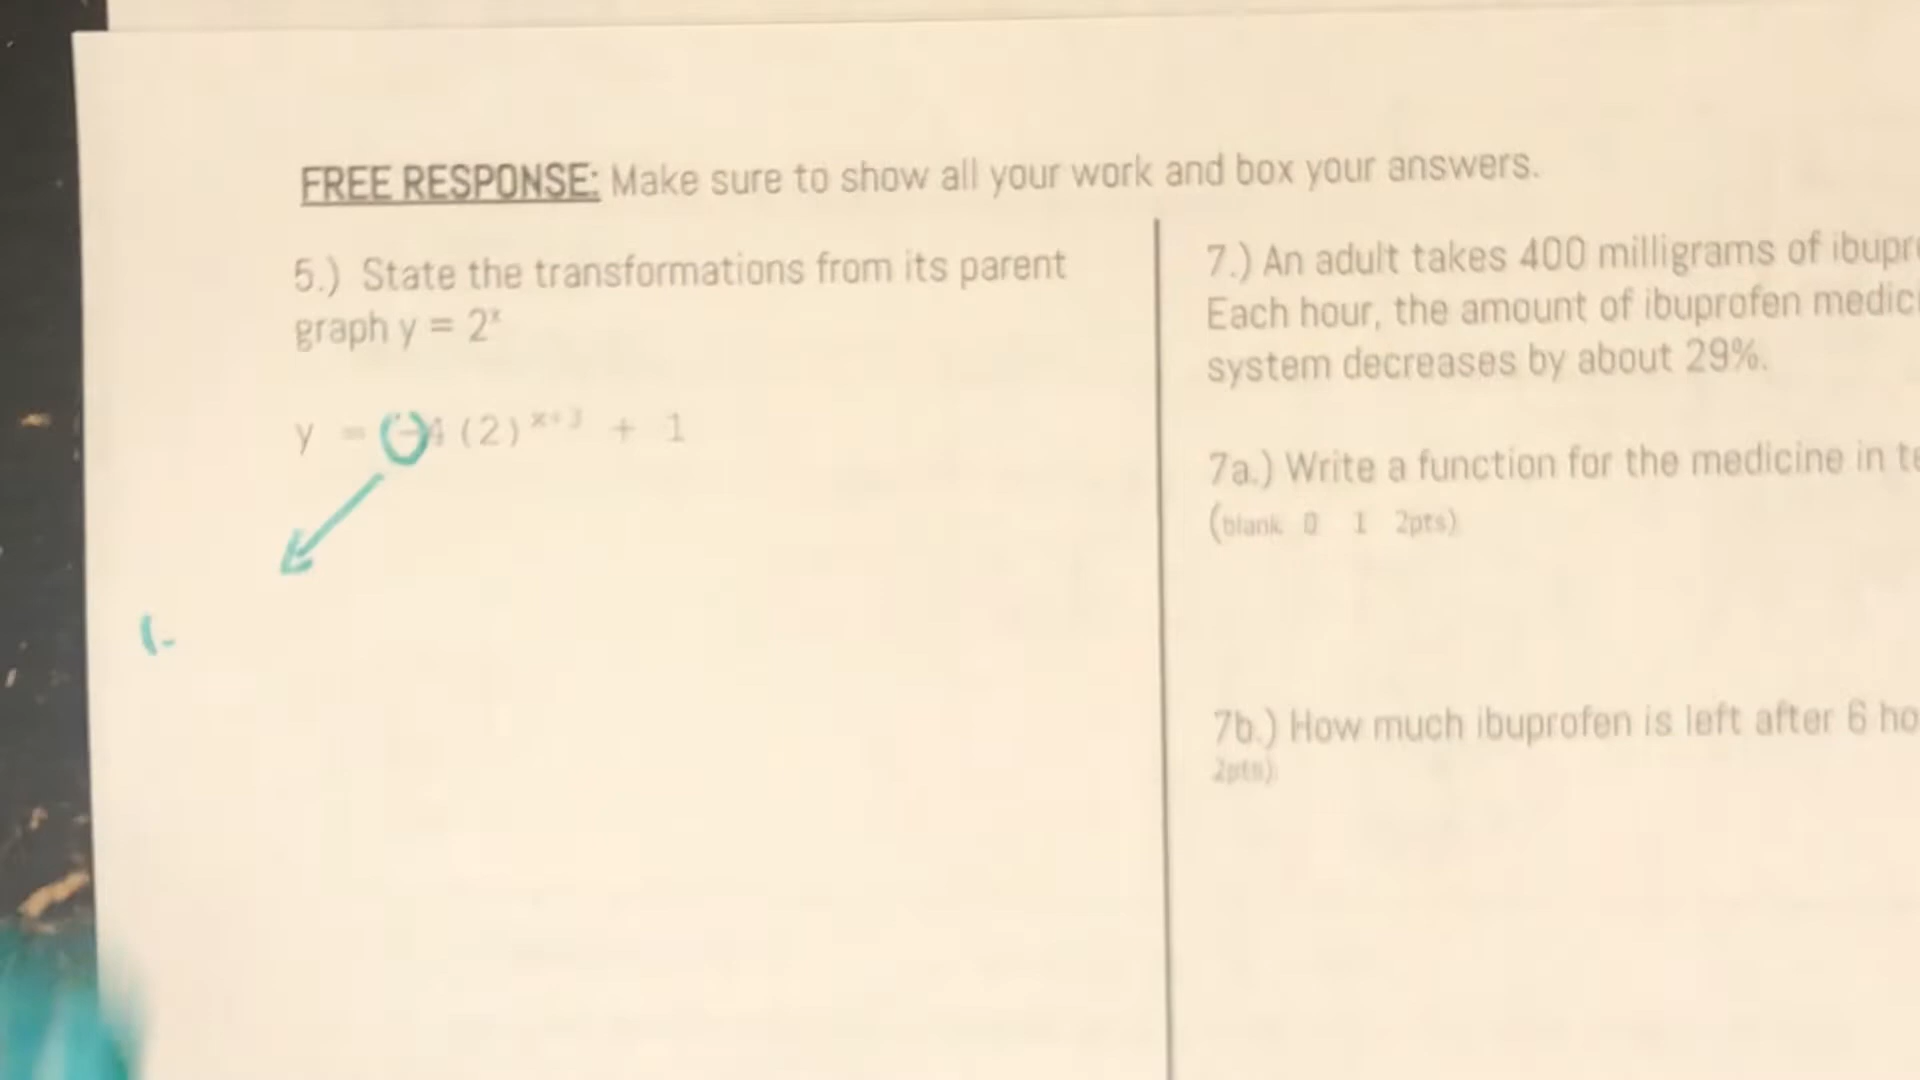 FREE RESPONSE: Make sure to show all your work and box your answers.
5.) State the transformations from its parent
graph y = 2ˣ
y = -4(2)ˣ⁺³ + 1
7.) An adult takes 400 milligrams of
Each hour, the amount of ibuprofen
system decreases by about 29%.
7a.) Write a function for the medicine in
(blank 0 1 2pts)
7b.) How much ibuprofen is left after 6
2pts)